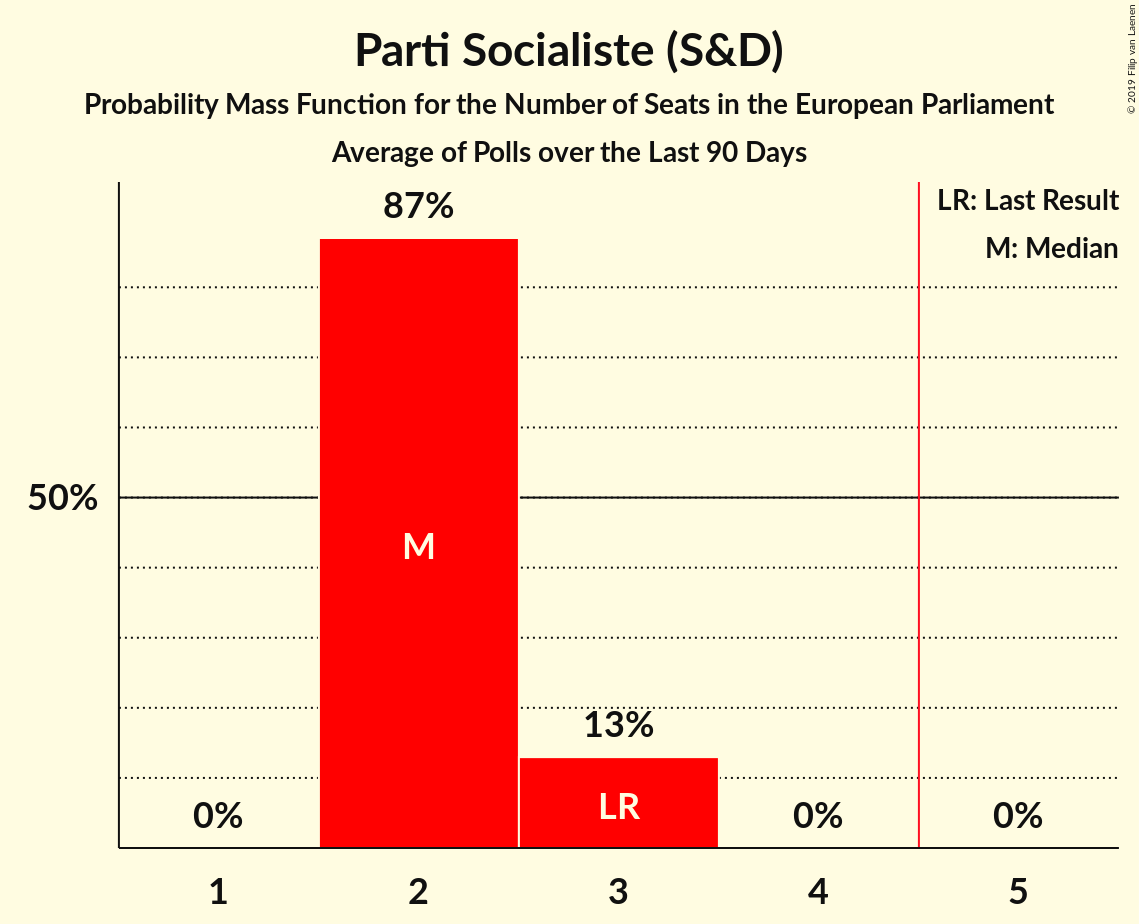 Parti Socialiste (S&D)
Probability Mass Function for the Number of Seats in the European Parliament
Average of Polls over the Last 90 Days
© 2019 Filip van Laenen
LR: Last Result
M: Median
87%
50%
M
13%
LR
0%
0%
0%
1
2
3
4
5